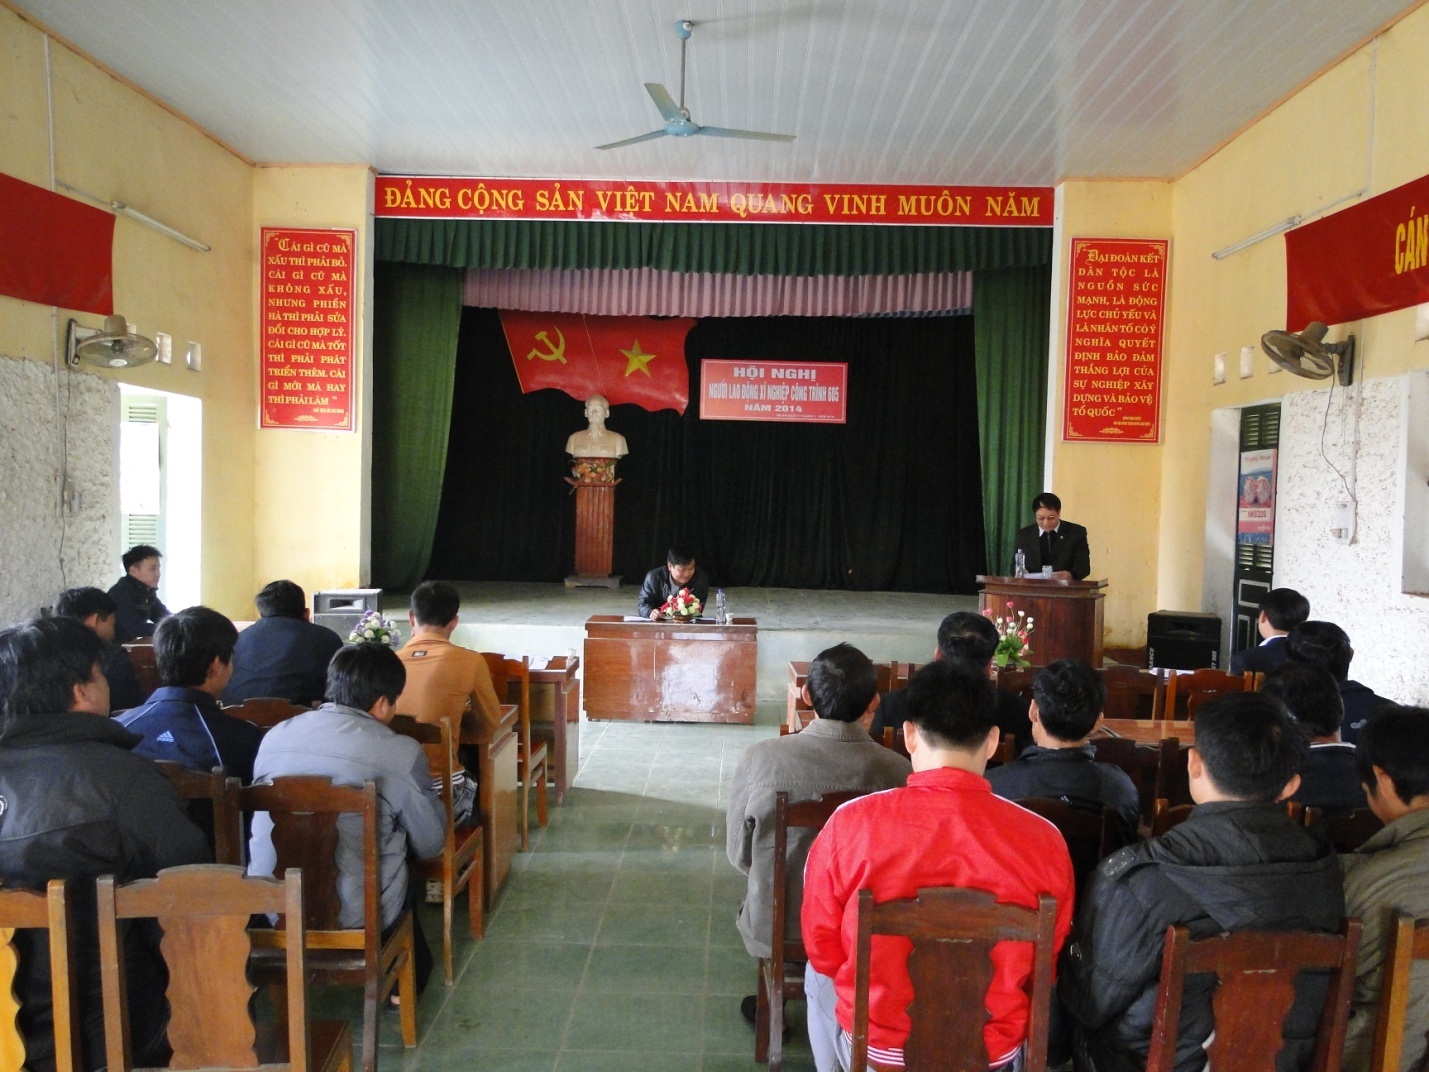 ĐẢNG CỘNG SẢN VIỆT NAM QUANG VINH MUÔN NĂM
"CÁI GÌ CŨ MÀ
XẤU THÌ PHẢI BỎ.
CÁI GÌ CŨ MÀ
KHÔNG XẤU,
NHƯNG PHIỀN
HÀ THÌ PHẢI SỬA
ĐỔI CHO HỢP LÝ.
CÁI GÌ CŨ MÀ TỐT
THÌ PHẢI PHÁT
TRIỂN THÊM. CÁI
GÌ MỚI MÀ HAY
THÌ PHẢI LÀM"
HỘI NGHỊ
NGƯỜI LAO ĐỘNG XÍ NGHIỆP CÔNG TRÌNH 605
NĂM 2014
"ĐẠI ĐOÀN KẾT
DÂN TỘC LÀ
NGUỒN SỨC
MẠNH, LÀ ĐỘNG
LỰC CHỦ YẾU VÀ
LÀ NHÂN TỐ CÓ Ý
NGHĨA QUYẾT
ĐỊNH BẢO ĐẢM
THẮNG LỢI CỦA
SỰ NGHIỆP XÂY
DỰNG VÀ BẢO VỆ
TỔ QUỐC"
CÁN